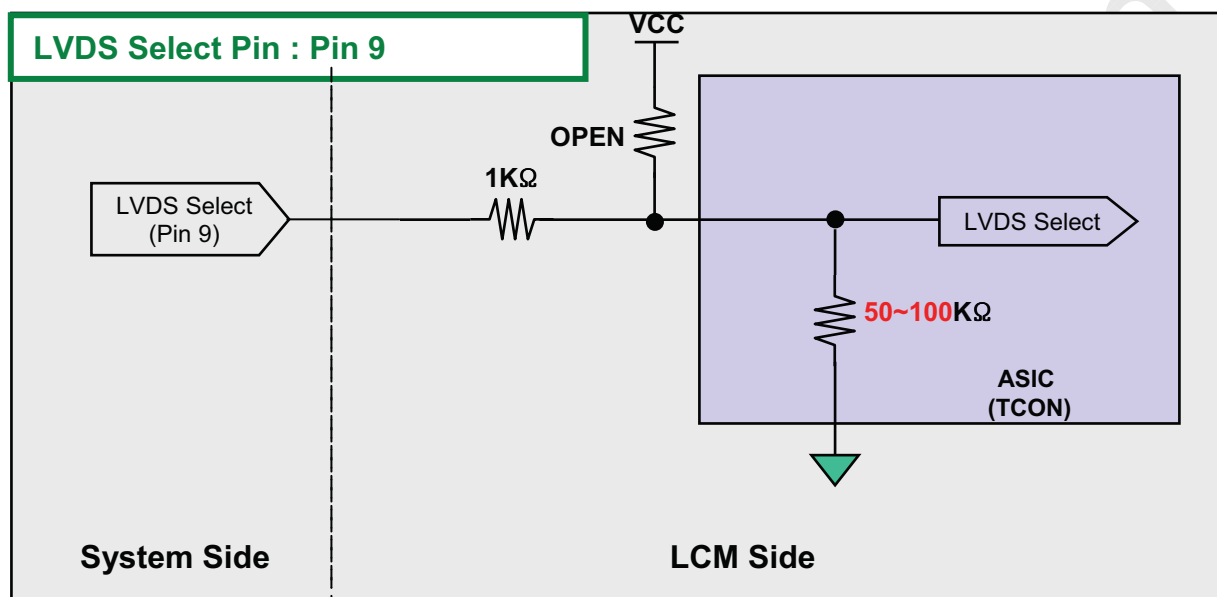 LVDS Select Pin : Pin 9
VCC
OPEN
1KΩ
LVDS Select
(Pin 9)
LVDS Select
50~100KΩ
ASIC
(TCON)
System Side
LCM Side